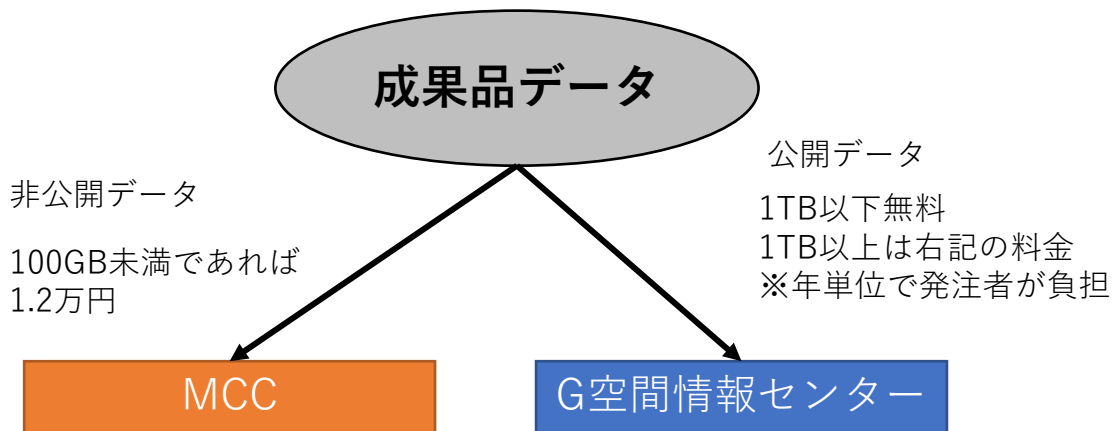 成果品データ
非公開データ
100GB未満であれば
1.2万円
公開データ
1TB以下無料
1TB以上は右記の料金
※年単位で発注者が負担
MCC
G空間情報センター